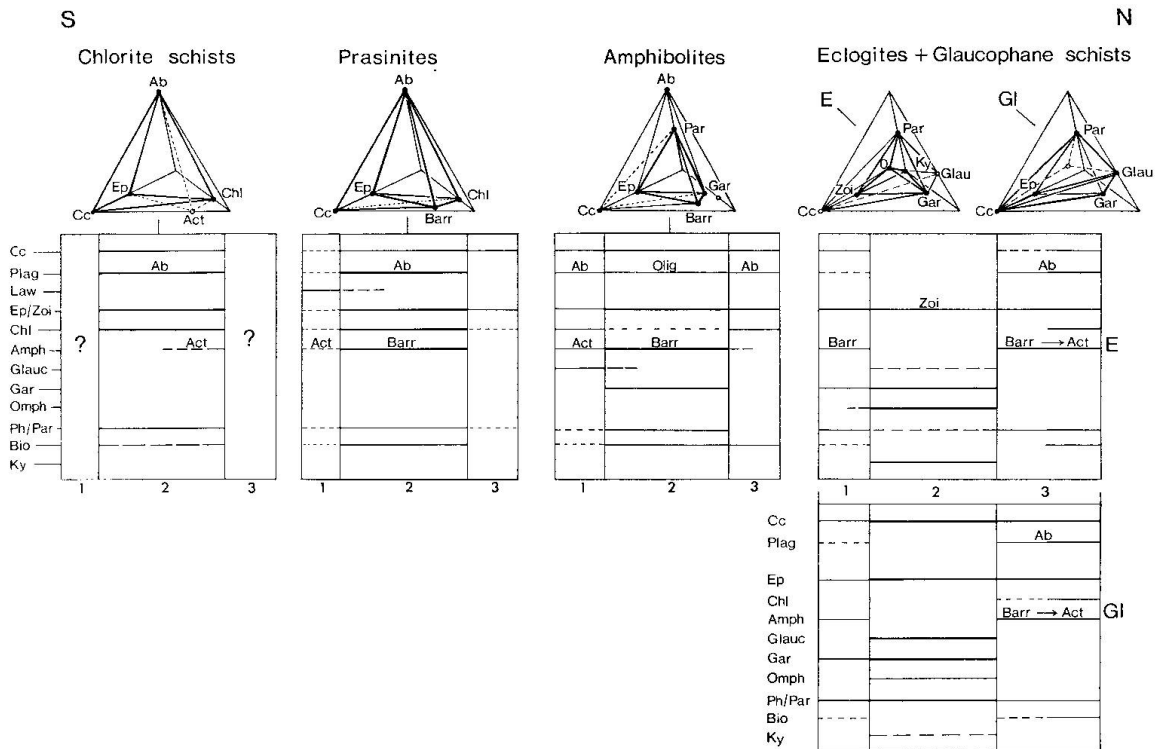 S N
Chlorite schists Prasinites Amphibolites Eclogites + Glaucophane schists
Ab Ab Ab E Gl
Par Par Par
Ky
O Glau Glau
Ep Chl Ep Chl Ep Gar Zoi Ep
Gar Gar
Cc Act Cc Barr Cc Barr Cc Cc
Cc
Plag Ab Ab Ab Olig Ab Ab
Law
Ep/Zoi Zoi
Chl
Amph ? Act ? Act Barr Act Barr Barr Barr → Act E
Glauc
Gar
Omph
Ph/Par
Bio
Ky
1 2 3 1 2 3 1 2 3 1 2 3
Cc
Plag Ab
Ep
Chl
Amph Barr → Act Gl
Glauc
Gar
Omph
Ph/Par
Bio
Ky